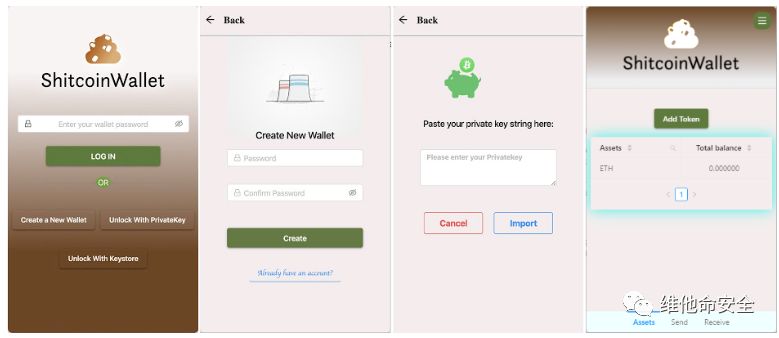 ShitcoinWallet
Enter your wallet password
LOG IN
OR
Create a New Wallet
Unlock With PrivateKey
Unlock With Keystore
Back
Create New Wallet
Password
Confirm Password
Create
Already have an account?
Back
Paste your private key string here:
Please enter your Privatekey
Cancel
Import
ShitcoinWallet
Add Token
Assets
Total balance
ETH
0.000000
< 1 >
维他命安全
Assets
Send
Receive